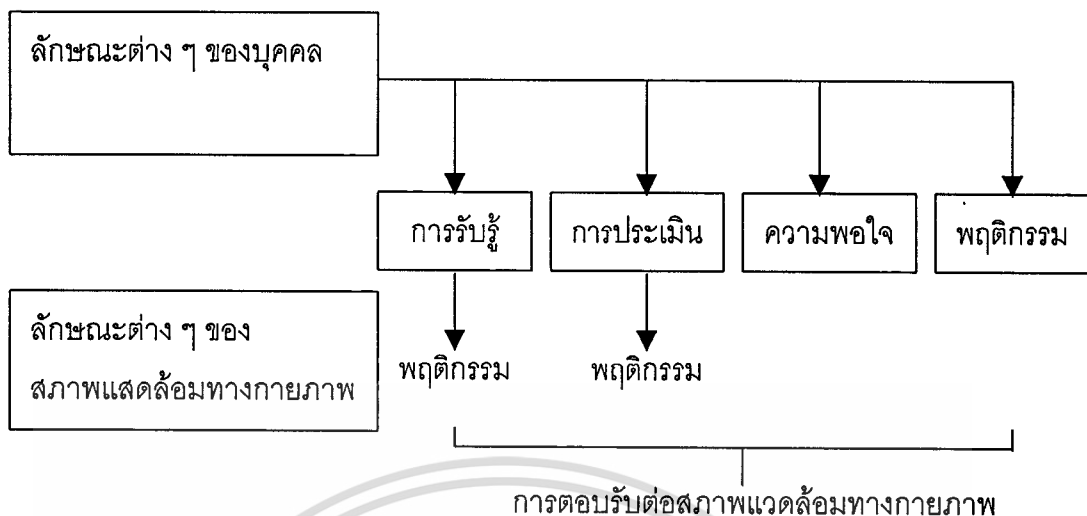 ลักษณะต่าง ๆ ของบุคคล
การรับรู้
การประเมิน
ความพอใจ
พฤติกรรม
ลักษณะต่าง ๆ ของ
สภาพแสดล้อมทางกายภาพ
พฤติกรรม
พฤติกรรม
การตอบรับต่อสภาพแวดล้อมทางกายภาพ